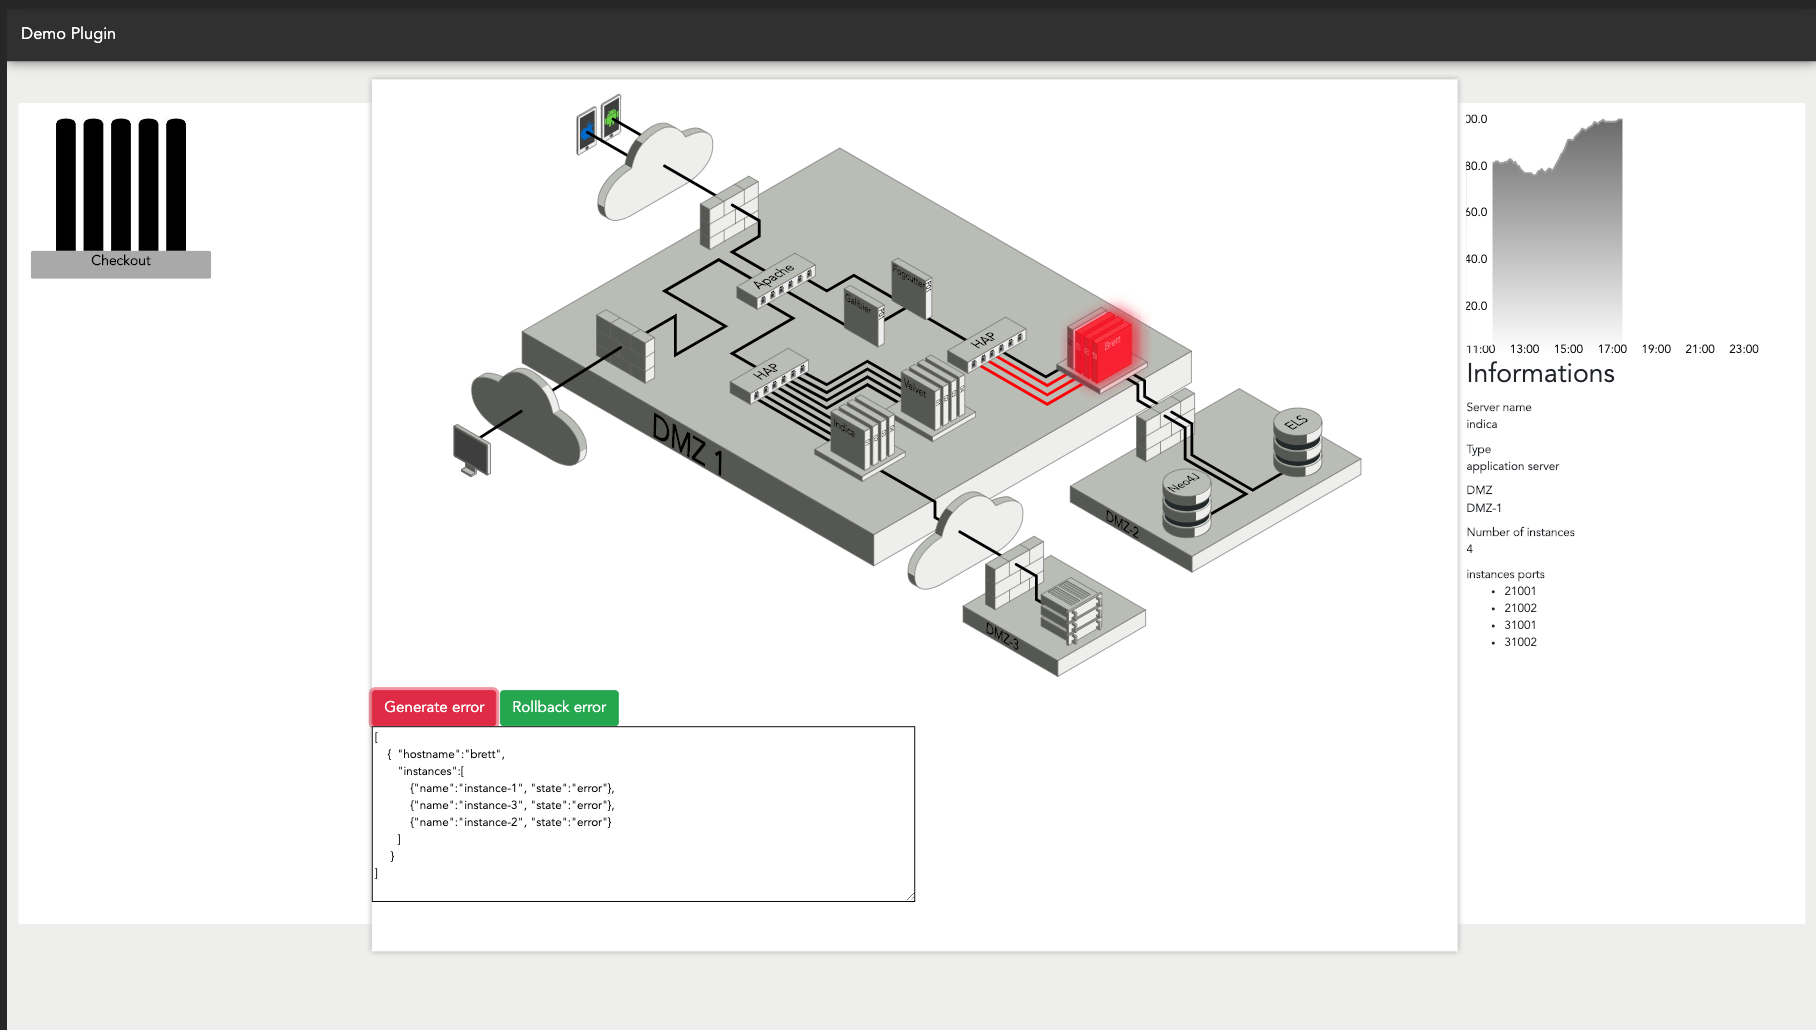 Demo Plugin
Checkout
Apache
Galibier
HAP
HAP
Brett
Velvet
Indica
DMZ 1
ELS
Neo4J
DMZ-2
DMZ-3
Generate error
Rollback error
[
{ "hostname":"brett",
"instances":[
{"name":"instance-1", "state":"error"},
{"name":"instance-3", "state":"error"},
{"name":"instance-2", "state":"error"}
]
}
]
00.0
80.0
60.0
40.0
20.0
11:00 13:00 15:00 17:00 19:00 21:00 23:00
Informations
Server name
indica
Type
application server
DMZ
DMZ-1
Number of instances
4
instances ports
• 21001
• 21002
• 31001
• 31002